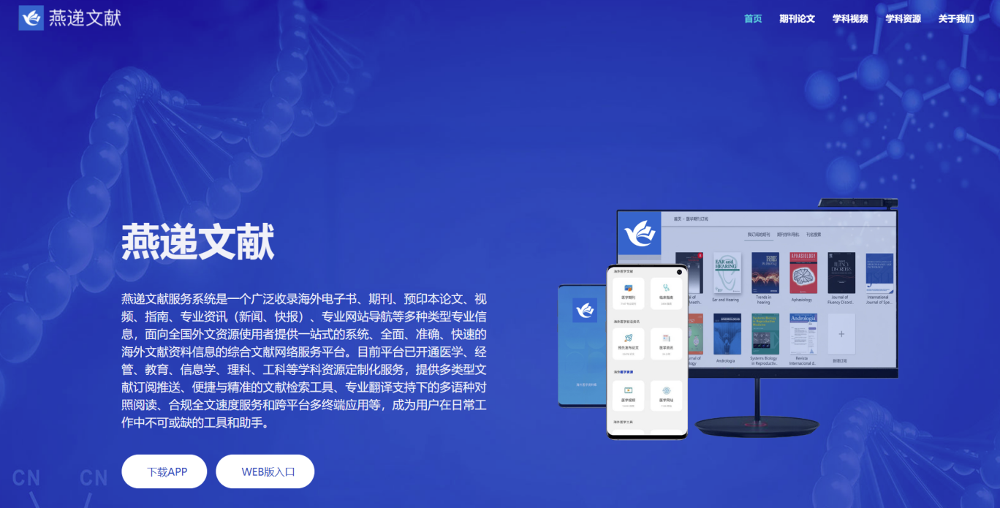 燕递文献
首页 期刊论文 学科视频 学科资源 关于我们
燕递文献
燕递文献服务系统是一个广泛收录海外电子书、期刊、预印本论文、视
频、指南、专业资讯（新闻、快报）、专业网站导航等多种类型专业信
息，面向全国外文资源使用者提供一站式的系统、全面、准确、快速的
海外文献资料信息的综合文献网络服务平台。目前平台已开通医学、经
管、教育、信息学、理科、工科等学科资源定制化服务，提供多类型文
献订阅推送、便捷与精准的文献检索工具、专业翻译支持下的多语种对
照阅读、合规全文速度服务和跨平台多终端应用等，成为用户在日常工
作中不可或缺的工具和助手。
下载APP WEB版入口
首页 > 医学期刊订阅
我订阅的期刊 期刊学科导航 刊名搜索
EAR and HEARING
APHASIOLOGY
FLUENCY DISORDERS
Ear and Hearing
Trends in hearing
Aphasiology
Journal of Fluency Disord...
International Journal of Spe...
Andrologia
Systems Biology in Reproductiv...
Revista Internacional d...
海外医学文献
医学期刊 临床指南
海外医学前沿资讯
预先发布论文 医学资讯
海外医学资源
医学视频 医学网站
海外医学工具
CN CN